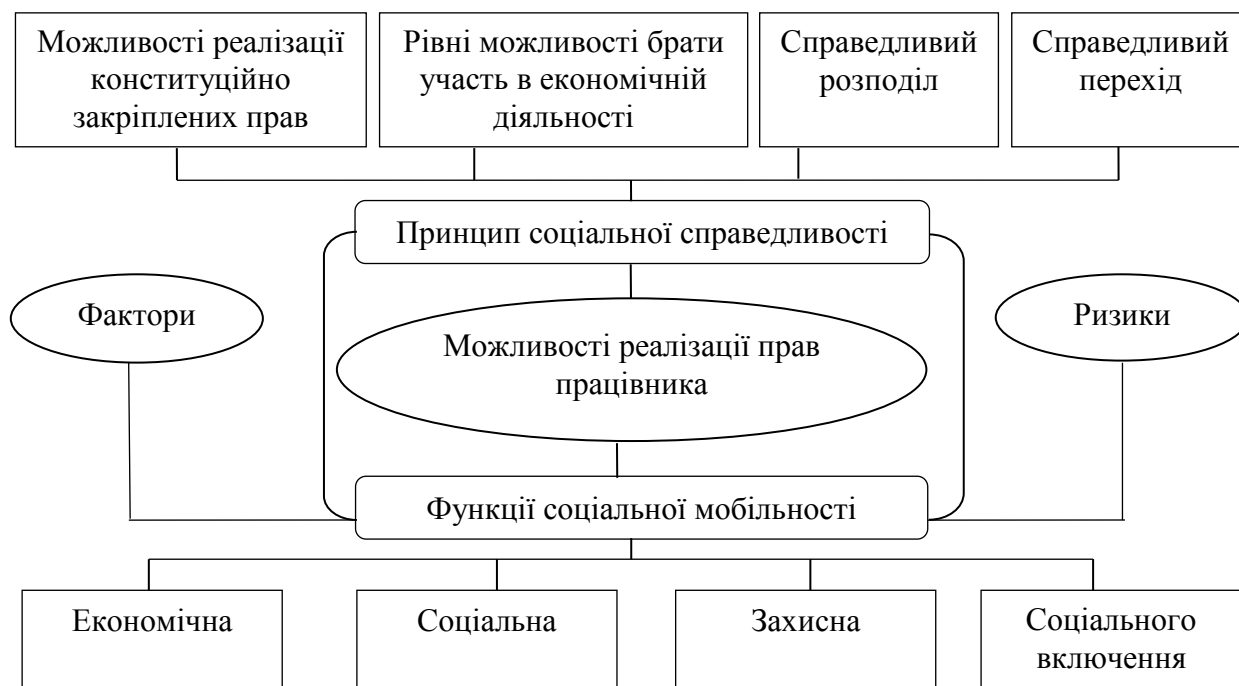 Можливості реалізації
конституційно
закріплених прав
Рівні можливості брати
участь в економічній
діяльності
Справедливий
розподіл
Справедливий
перехід
Принцип соціальної справедливості
Фактори
Ризики
Можливості реалізації прав
працівника
Функції соціальної мобільності
Економічна
Соціальна
Захисна
Соціального
включення